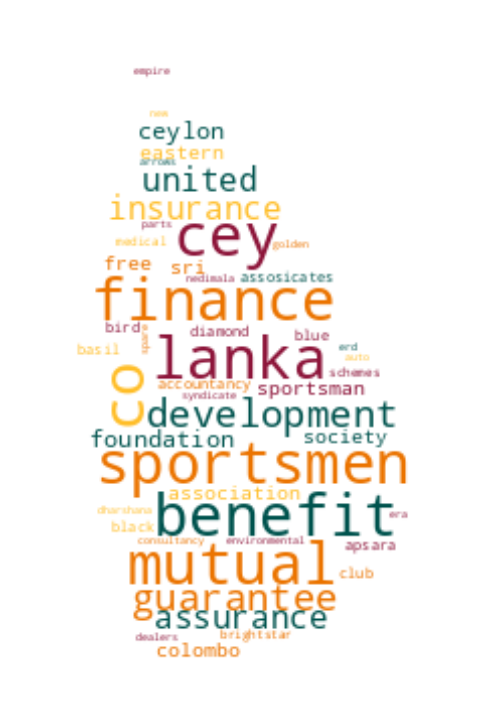 empire
new
ceylon
eastern
arrows
united
insurance
parts
cey
medical
golden
free
sri
nedimala
assosicates
finance
bird
spare
diamond
blue
basil
lanka
erd
auto
schemes
co
accountancy
sportsman
syndicate
development
foundation
society
sportsmen
association
dharshana
benefit
era
black
consultancy
environmental
apsara
mutual
club
guarantee
assurance
dealers
brightstar
colombo